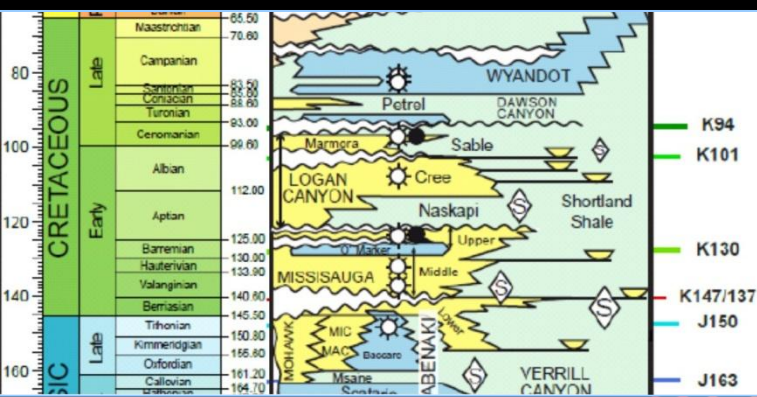 65.50
Maastrichtian
70.60
80
Campanian
WYANDOT
83.50
Santonian
85.00
Coniacian
88.60
Petrel
DAWSON
CANYON
Turonian
93.00
K94
Cenomanian
Marmora
Sable
99.60
100
K101
Albian
LOGAN
CANYON
Cree
S
112.00
Shortland
Shale
Aptian
Naskapi
S
120
125.00
Upper
Barremian
O Marker
K130
130.00
Hauterivian
133.90
MISSISAUGA
Middle
Valanginian
S
140
140.60
K147/137
Berriasian
S
145.50
Lower
Tithonian
J150
MIC
MAC
150.80
Kimmeridgian
155.60
Baccaro
Oxfordian
160
161.20
Callovian
Msane
S
VERRILL
CANYON
J163
164.70
CRETACEOUS
Late
Early
Late
SIC
MOHAWK
ABENAKI